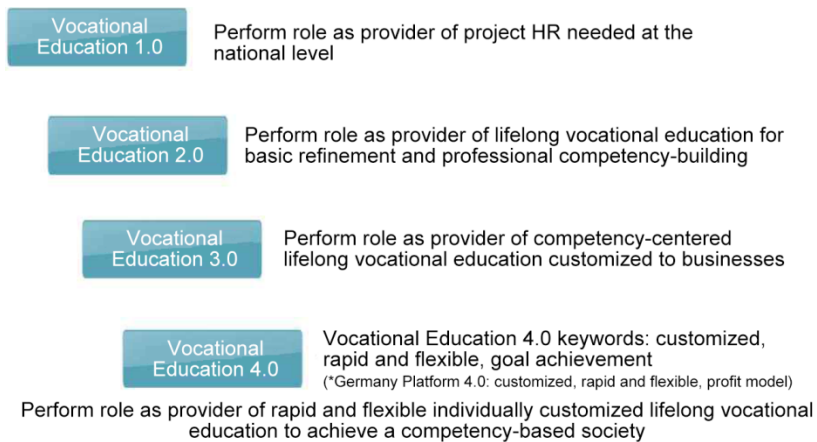 Vocational
Education 1.0
Perform role as provider of project HR needed at the
national level
Vocational
Education 2.0
Perform role as provider of lifelong vocational education for
basic refinement and professional competency-building
Vocational
Education 3.0
Perform role as provider of competency-centered
lifelong vocational education customized to businesses
Vocational
Education 4.0
Vocational Education 4.0 keywords: customized,
rapid and flexible, goal achievement
(*Germany Platform 4.0: customized, rapid and flexible, profit model)
Perform role as provider of rapid and flexible individually customized lifelong vocational
education to achieve a competency-based society